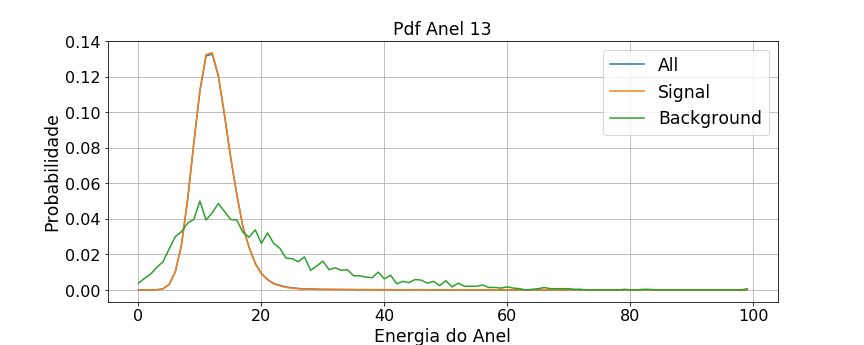 Pdf Anel 13
Probabilidade
0.14
0.12
0.10
0.08
0.06
0.04
0.02
0.00
All
Signal
Background
0 20 40 60 80 100
Energia do Anel